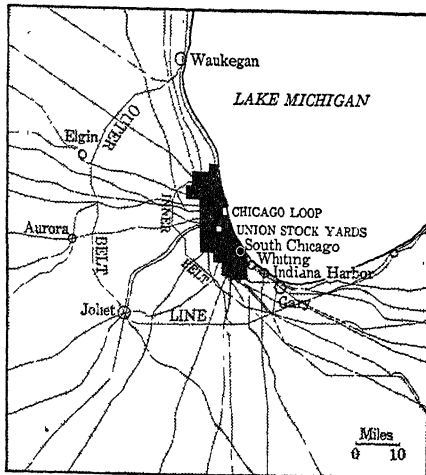 Waukegan
LAKE MICHIGAN
OUTER
Elgin
INNER
CHICAGO LOOP
UNION STOCK YARDS
South Chicago
Aurora
Whiting
BELT
BELT
Indiana Harbor
Gary
Joliet
LINE
Miles
0 10